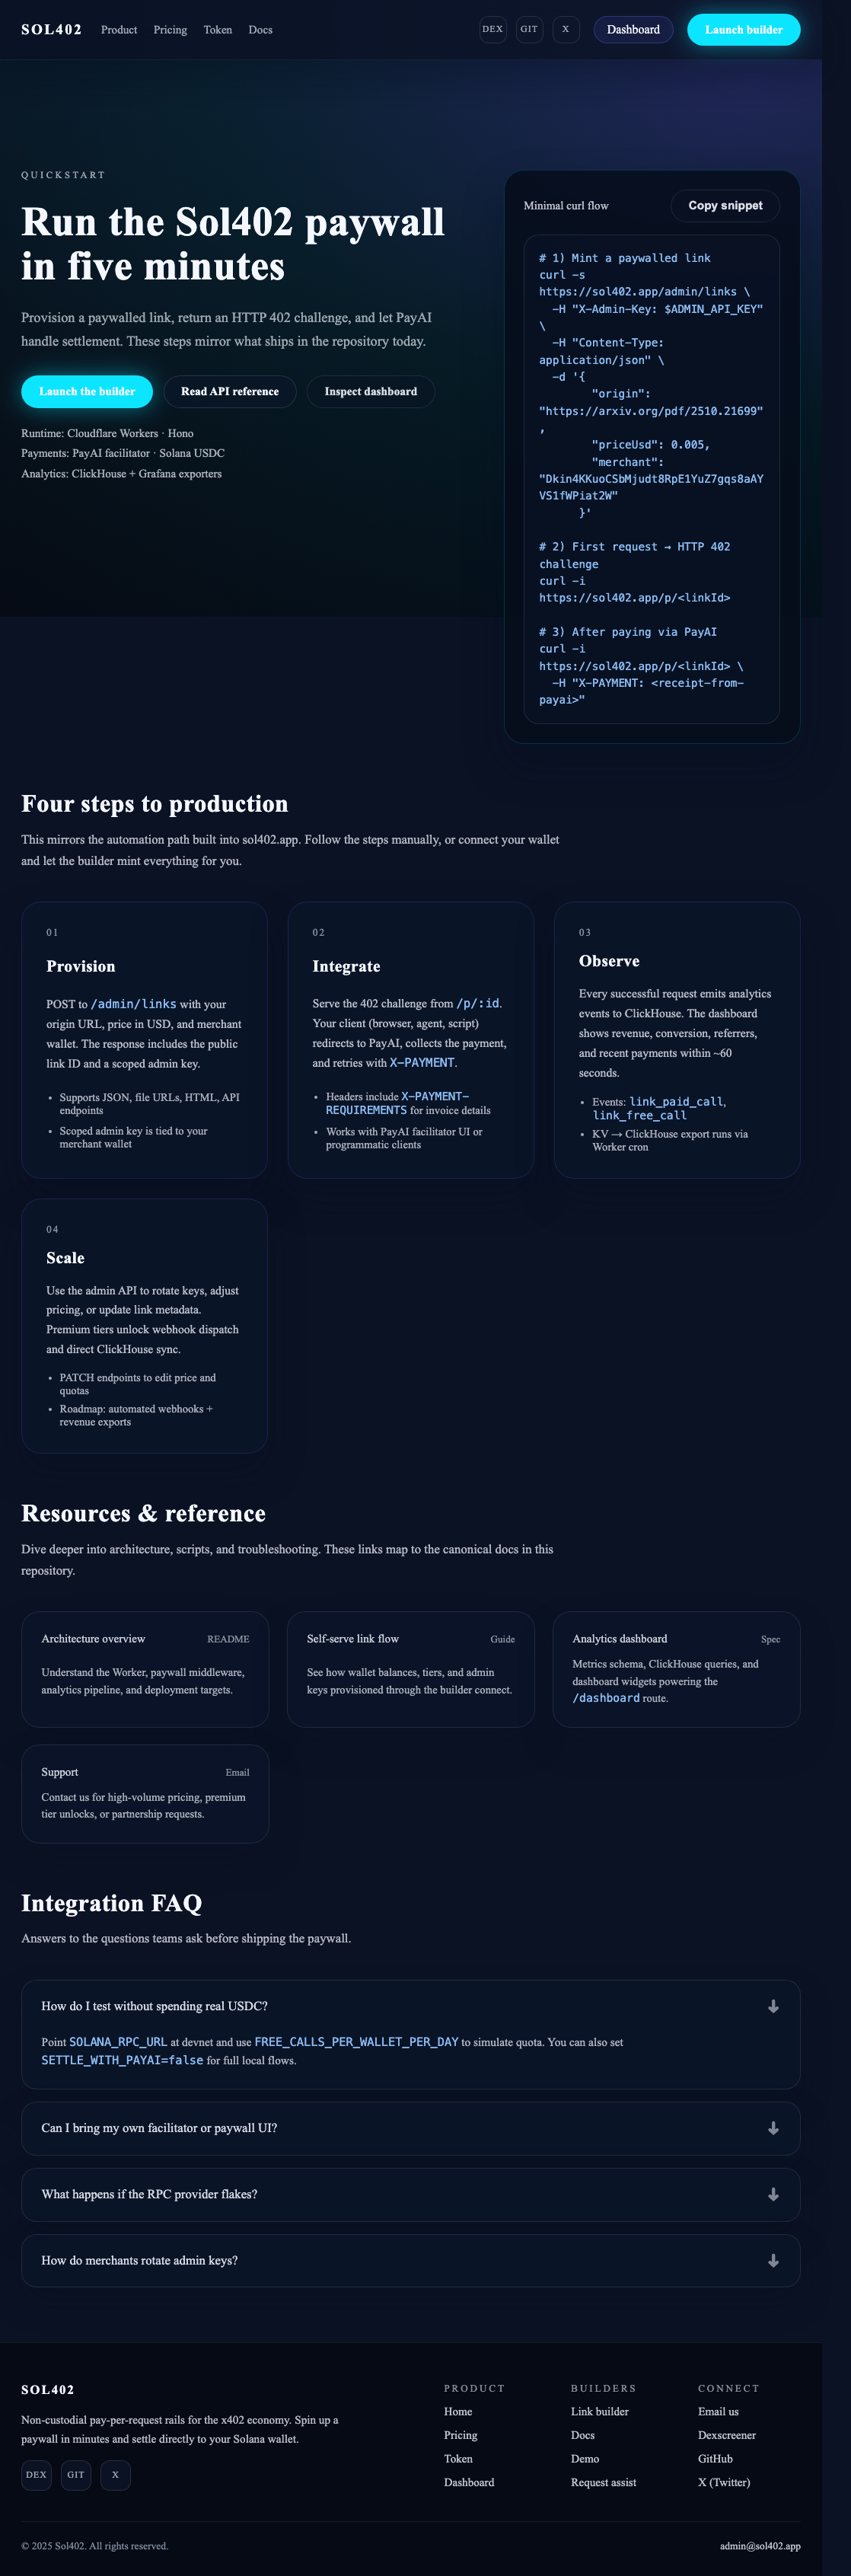 SOL402
Product
Pricing
Token
Docs
DEX
GIT
X
Dashboard
Launch builder
QUICKSTART
Run the Sol402 paywall
in five minutes
Provision a paywalled link, return an HTTP 402 challenge, and let PayAI
handle settlement. These steps mirror what ships in the repository today.
Launch the builder
Read API reference
Inspect dashboard
Runtime: Cloudflare Workers · Hono
Payments: PayAI facilitator · Solana USDC
Analytics: ClickHouse + Grafana exporters
Minimal curl flow
Copy snippet
# 1) Mint a paywalled link
curl -s
https://sol402.app/admin/links \
-H "X-Admin-Key: $ADMIN_API_KEY"
\
-H "Content-Type:
application/json" \
-d '{
"origin":
"https://arxiv.org/pdf/2510.21699"
,
"priceUsd": 0.005,
"merchant":
"Dkin4KKuoCSbMjudt8RpE1YuZ7gqs8aAY
VS1fWPiat2W"
}'
# 2) First request → HTTP 402
challenge
curl -i
https://sol402.app/p/<linkId>
# 3) After paying via PayAI
curl -i
https://sol402.app/p/<linkId> \
-H "X-PAYMENT: <receipt-from-
payai>"
Four steps to production
This mirrors the automation path built into sol402.app. Follow the steps manually, or connect your wallet
and let the builder mint everything for you.
01
Provision
POST to /admin/links with your
origin URL, price in USD, and merchant
wallet. The response includes the public
link ID and a scoped admin key.
• Supports JSON, file URLs, HTML, API
endpoints
• Scoped admin key is tied to your
merchant wallet
02
Integrate
Serve the 402 challenge from /p/:id.
Your client (browser, agent, script)
redirects to PayAI, collects the payment,
and retries with X-PAYMENT.
• Headers include X-PAYMENT-
REQUIREMENTS for invoice details
• Works with PayAI facilitator UI or
programmatic clients
03
Observe
Every successful request emits analytics
events to ClickHouse. The dashboard
shows revenue, conversion, referrers,
and recent payments within ~60
seconds.
• Events: link_paid_call,
link_free_call
• KV → ClickHouse export runs via
Worker cron
04
Scale
Use the admin API to rotate keys, adjust
pricing, or update link metadata.
Premium tiers unlock webhook dispatch
and direct ClickHouse sync.
• PATCH endpoints to edit price and
quotas
• Roadmap: automated webhooks +
revenue exports
Resources & reference
Dive deeper into architecture, scripts, and troubleshooting. These links map to the canonical docs in this
repository.
Architecture overview
README
Understand the Worker, paywall middleware,
analytics pipeline, and deployment targets.
Self-serve link flow
Guide
See how wallet balances, tiers, and admin
keys provisioned through the builder connect.
Analytics dashboard
Spec
Metrics schema, ClickHouse queries, and
dashboard widgets powering the
/dashboard route.
Support
Email
Contact us for high-volume pricing, premium
tier unlocks, or partnership requests.
Integration FAQ
Answers to the questions teams ask before shipping the paywall.
How do I test without spending real USDC?
Point SOLANA_RPC_URL at devnet and use FREE_CALLS_PER_WALLET_PER_DAY to simulate quota. You can also set
SETTLE_WITH_PAYAI=false for full local flows.
Can I bring my own facilitator or paywall UI?
What happens if the RPC provider flakes?
How do merchants rotate admin keys?
SOL402
Non-custodial pay-per-request rails for the x402 economy. Spin up a
paywall in minutes and settle directly to your Solana wallet.
DEX
GIT
X
PRODUCT
Home
Pricing
Token
Dashboard
BUILDERS
Link builder
Docs
Demo
Request assist
CONNECT
Email us
Dexscreener
GitHub
X (Twitter)
© 2025 Sol402. All rights reserved.
admin@sol402.app